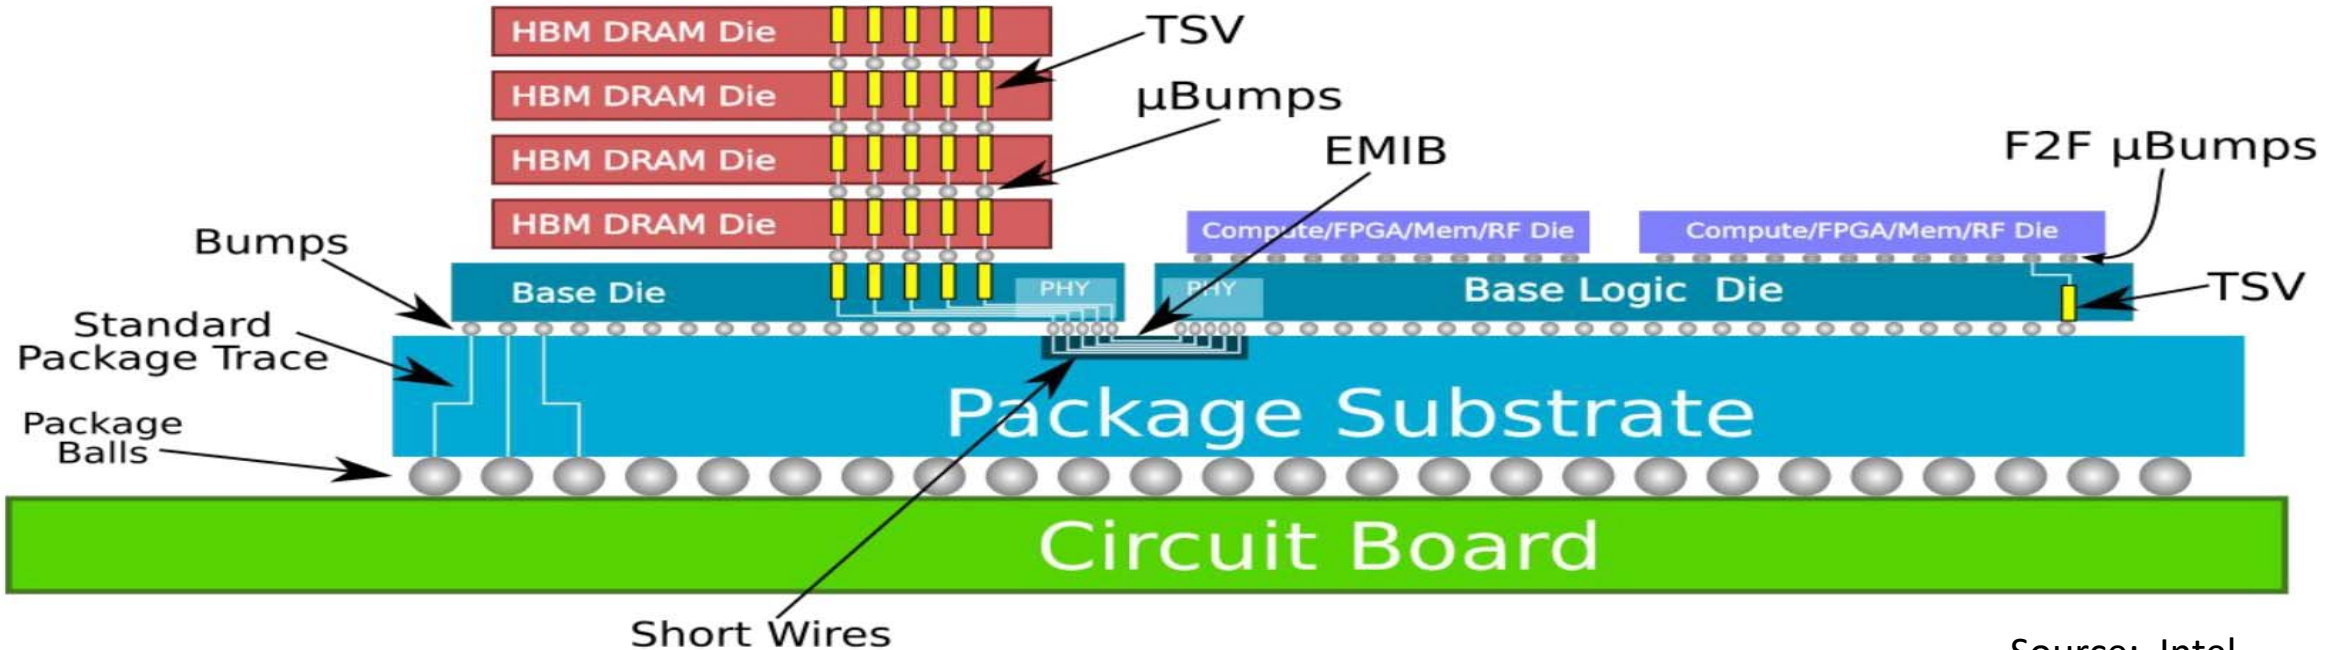 HBM DRAM Die
TSV
HBM DRAM Die
µBumps
HBM DRAM Die
EMIB
F2F µBumps
HBM DRAM Die
Bumps
Compute/FPGA/Mem/RF Die
Compute/FPGA/Mem/RF Die
Base Die
PHY
PHY
Base Logic Die
TSV
Standard
Package Trace
Package Substrate
Package
Balls
Circuit Board
Short Wires
Source: Intel